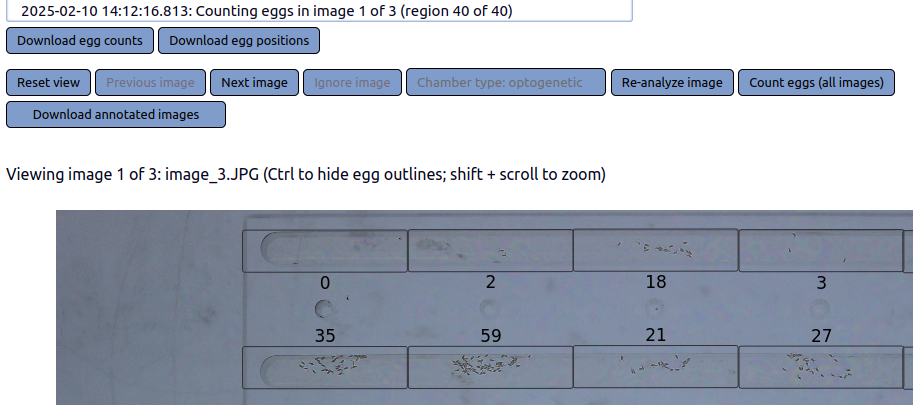 2025-02-10 14:12:16.813: Counting eggs in image 1 of 3 (region 40 of 40)
Download egg counts Download egg positions
Reset view Previous image Next image Ignore image Chamber type: optogenetic Re-analyze image Count eggs (all images)
Download annotated images
Viewing image 1 of 3: image_3.JPG (Ctrl to hide egg outlines; shift + scroll to zoom)
0 2 18 3
35 59 21 27